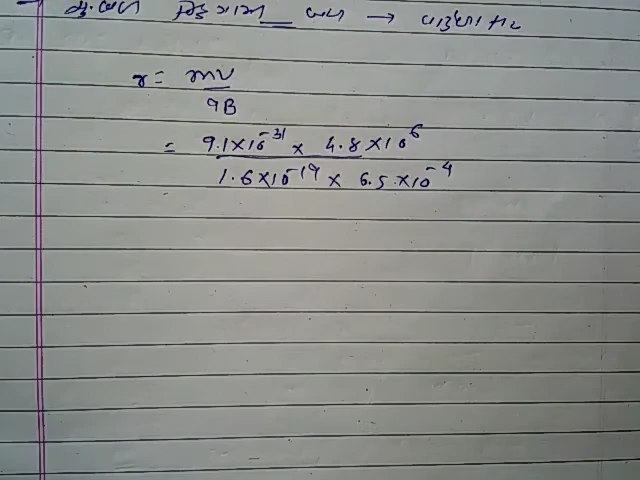 r = mv
qB
= 9.1×10⁻³¹ × 4.8×10⁶
1.6×10⁻¹⁹ × 6.5×10⁻⁴